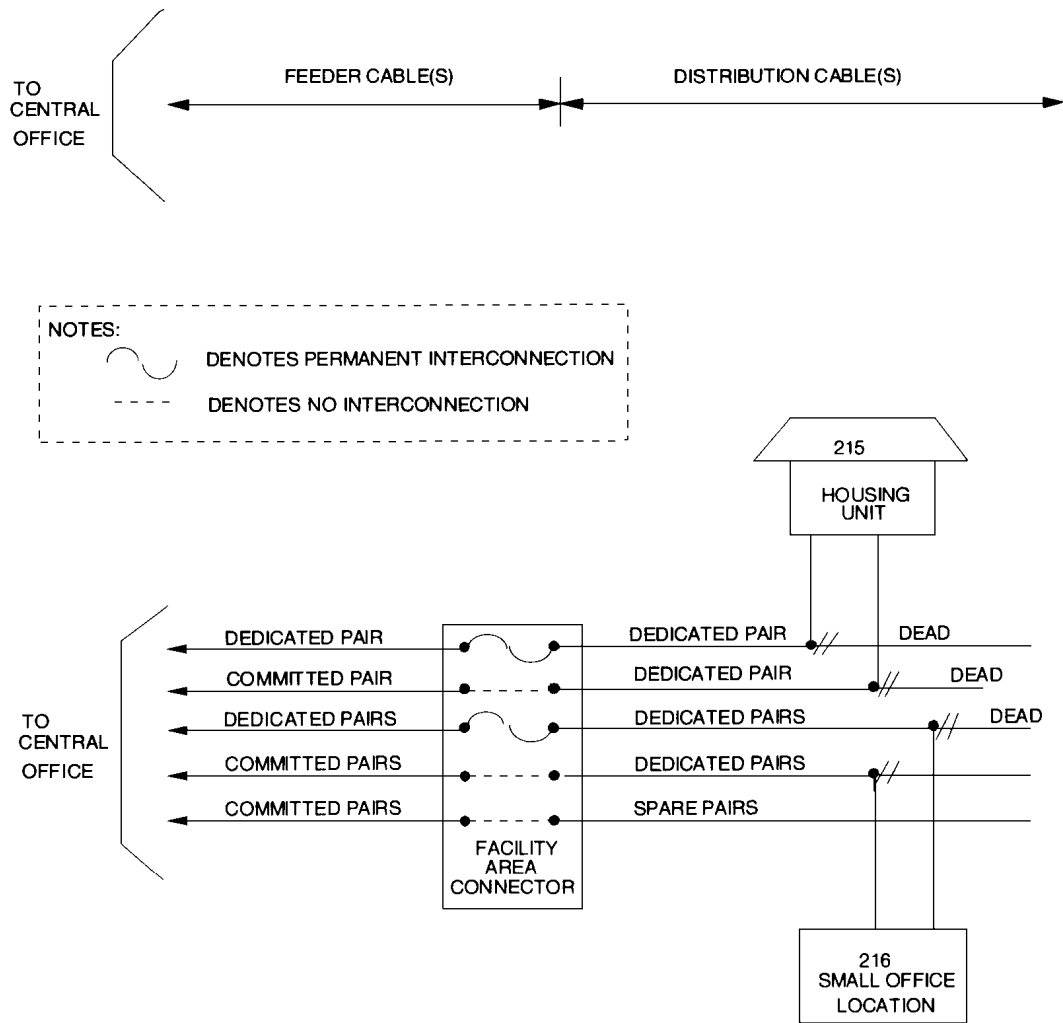 FEEDER CABLE(S)
DISTRIBUTION CABLE(S)
TO
CENTRAL
OFFICE
NOTES:
DENOTES PERMANENT INTERCONNECTION
DENOTES NO INTERCONNECTION
215
HOUSING
UNIT
DEDICATED PAIR
DEDICATED PAIR
DEAD
COMMITTED PAIR
DEDICATED PAIR
DEAD
DEDICATED PAIRS
DEDICATED PAIRS
DEAD
TO
CENTRAL
OFFICE
COMMITTED PAIRS
DEDICATED PAIRS
COMMITTED PAIRS
SPARE PAIRS
FACILITY
AREA
CONNECTOR
216
SMALL OFFICE
LOCATION